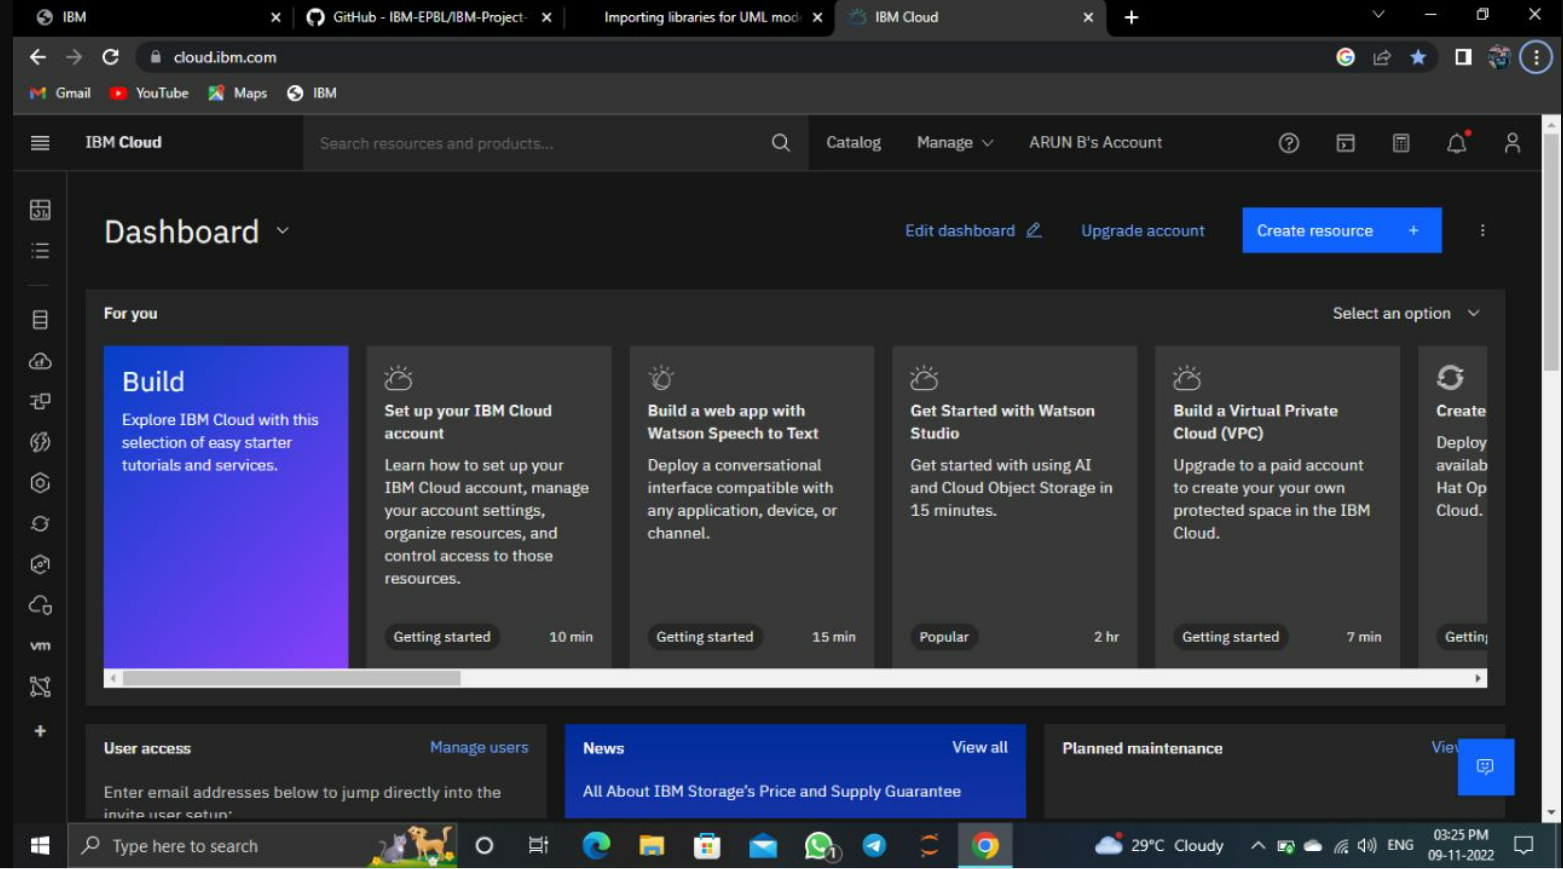 IBM
GitHub - IBM-EPBL/IBM-Project-
Importing libraries for UML mod
IBM Cloud
cloud.ibm.com
Gmail
YouTube
Maps
IBM
IBM Cloud
Search resources and products...
Catalog
Manage
ARUN B's Account
Dashboard
Edit dashboard
Upgrade account
Create resource +
For you
Select an option
Build
Explore IBM Cloud with this
selection of easy starter
tutorials and services.
Set up your IBM Cloud
account
Learn how to set up your
IBM Cloud account, manage
your account settings,
organize resources, and
control access to those
resources.
Getting started
10 min
Build a web app with
Watson Speech to Text
Deploy a conversational
interface compatible with
any application, device, or
channel.
Getting started
15 min
Get Started with Watson
Studio
Get started with using AI
and Cloud Object Storage in
15 minutes.
Popular
2 hr
Build a Virtual Private
Cloud (VPC)
Upgrade to a paid account
to create your your own
protected space in the IBM
Cloud.
Getting started
7 min
Create
Deploy
availab
Hat Op
Cloud.
Getting
vm
User access
Manage users
Enter email addresses below to jump directly into the
invite user setup:
News
View all
All About IBM Storage's Price and Supply Guarantee
Planned maintenance
View
Type here to search
1
29°C Cloudy
ENG
03:25 PM
09-11-2022